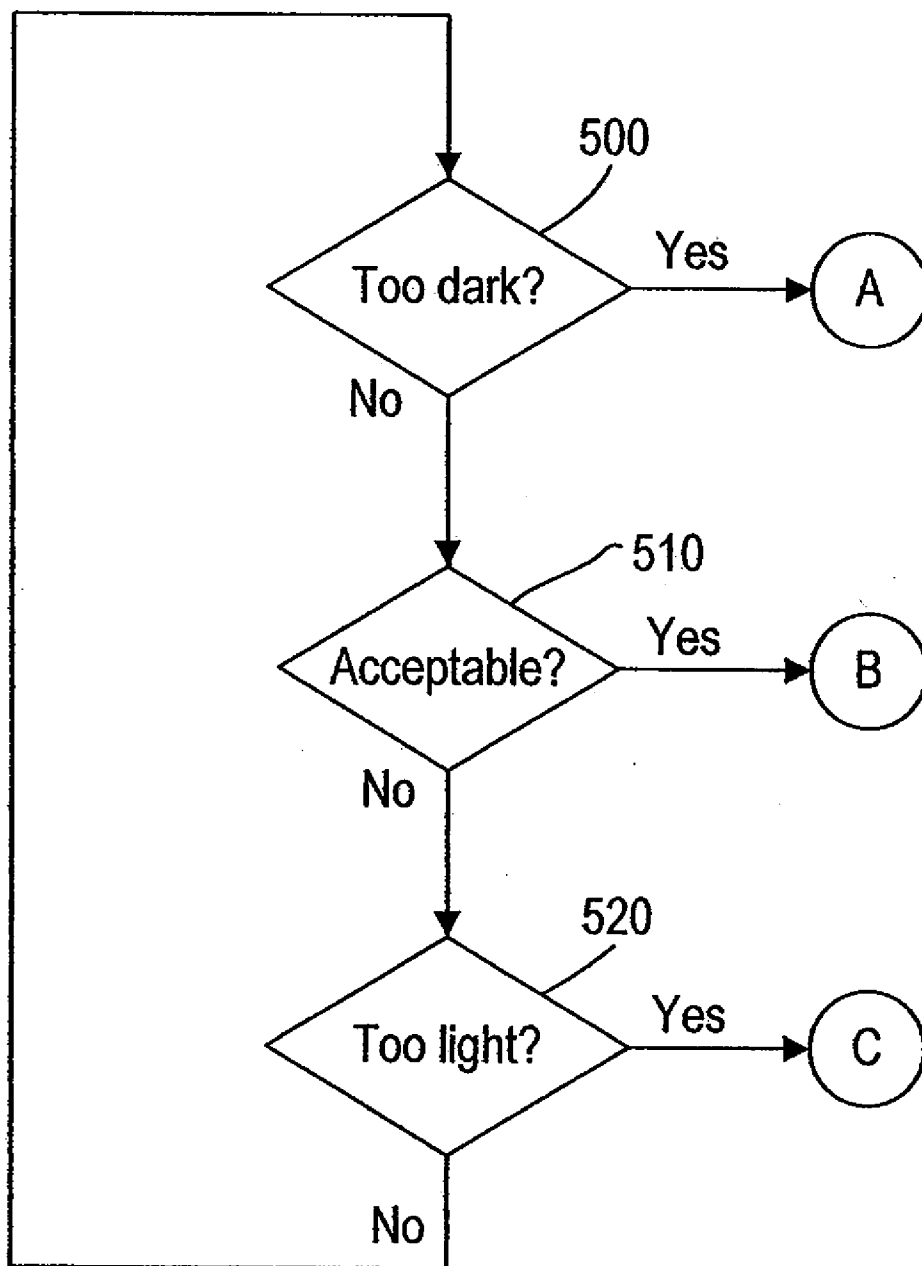 500
Too dark?
Yes
A
No
510
Acceptable?
Yes
B
No
520
Too light?
Yes
C
No